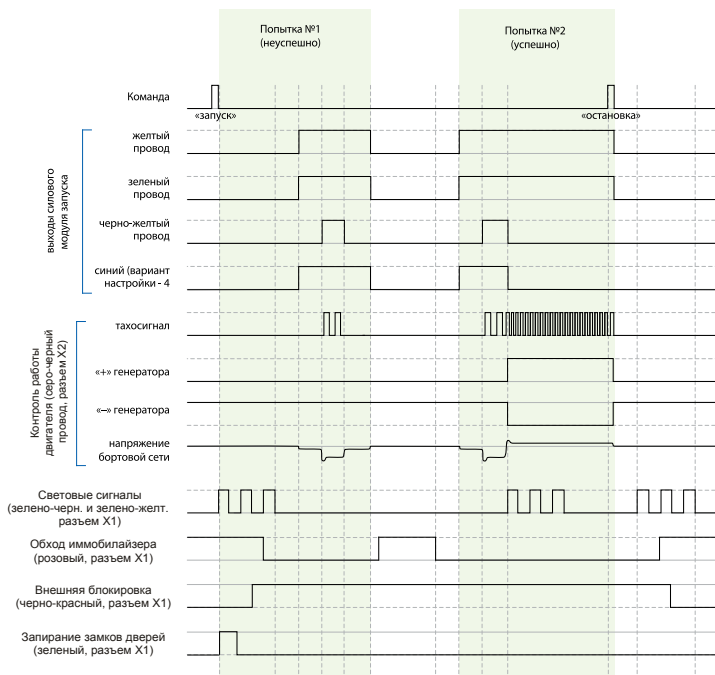 Попытка №1
(неуспешно)
Попытка №2
(успешно)
Команда
«запуск»
«остановка»
выходы силового
модуля запуска
желтый
провод
зеленый
провод
черно-желтый
провод
синий (вариант
настройки - 4
Контроль работы
двигателя (серо-черный
провод, разъем X2)
тахосигнал
«+» генератора
«–» генератора
напряжение
бортовой сети
Световые сигналы
(зелено-черн. и зелено-желт.
разъем X1)
Обход иммобилайзера
(розовый, разъем X1)
Внешняя блокировка
(черно-красный, разъем X1)
Запирание замков дверей
(зеленый, разъем X1)